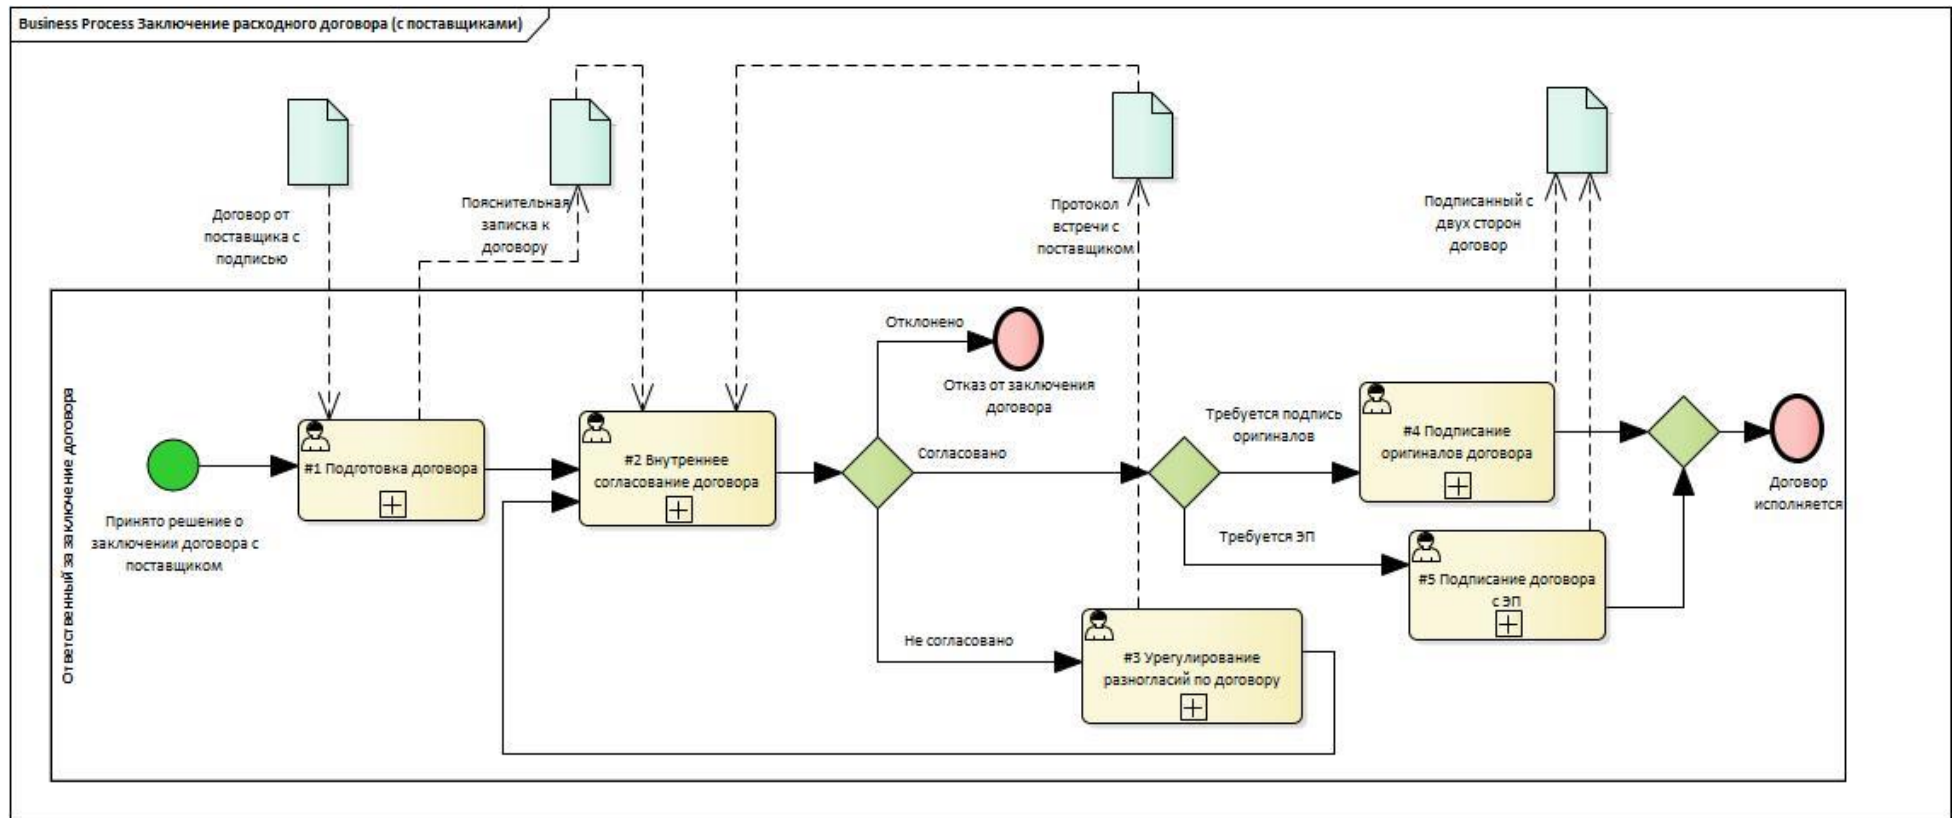 Business Process Заключение расходного договора (с поставщиками)
Договор от
поставщика с
подписью
Пояснительная
записка к
договору
Протокол
встречи с
поставщиком
Подписанный с
двух сторон
договор
Ответственный за заключение договора
Принято решение о
заключении договора с
поставщиком
#1 Подготовка договора
#2 Внутреннее
согласование договора
Отклонено
Отказ от заключения
договора
Согласовано
Не согласовано
#3 Урегулирование
разногласий по договору
Требуется подпись
оригиналов
Требуется ЭП
#4 Подписание
оригиналов договора
#5 Подписание договора
с ЭП
Договор
исполняется